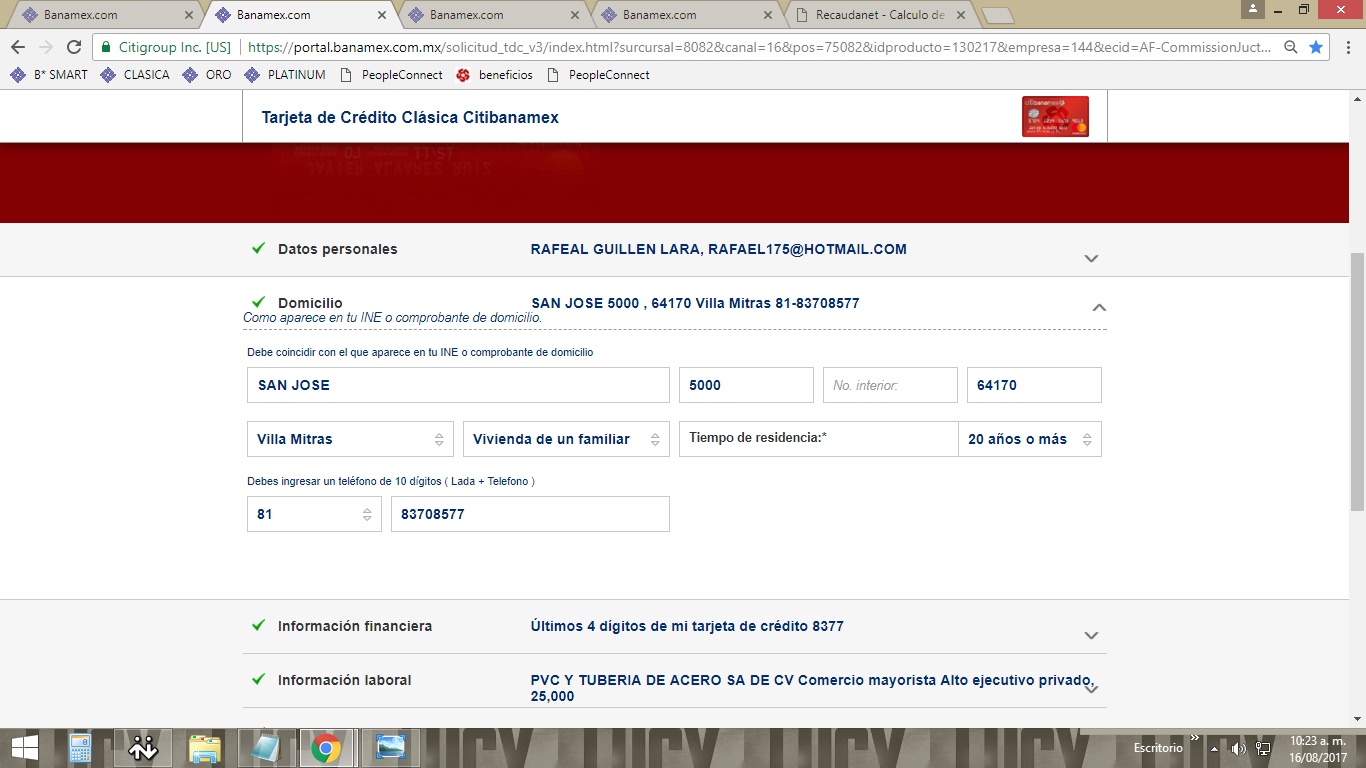 Banamex.com
Banamex.com
Banamex.com
Banamex.com
Recaudanet - Calculo de
Citigroup Inc. [US]
https://portal.banamex.com.mx/solicitud_tdc_v3/index.html?surcursal=8082&canal=16&pos=75082&idproducto=130217&empresa=144&ecid=AF-CommissionJuct...
B* SMART
CLASICA
ORO
PLATINUM
PeopleConnect
beneficios
PeopleConnect
Tarjeta de Crédito Clásica Citibanamex
citibanamex
Datos personales
RAFEAL GUILLEN LARA, RAFAEL175@HOTMAIL.COM
Domicilio
SAN JOSE 5000 , 64170 Villa Mitras 81-83708577
Como aparece en tu INE o comprobante de domicilio.
Debe coincidir con el que aparece en tu INE o comprobante de domicilio
SAN JOSE
5000
No. interior:
64170
Villa Mitras
Vivienda de un familiar
Tiempo de residencia:*
20 años o más
Debes ingresar un teléfono de 10 dígitos ( Lada + Telefono )
81
83708577
Información financiera
Últimos 4 dígitos de mi tarjeta de crédito 8377
Información laboral
PVC Y TUBERIA DE ACERO SA DE CV Comercio mayorista Alto ejecutivo privado,
25,000
LUCY
LUCY
LUCY
Escritorio
10:23 a. m.
16/08/2017